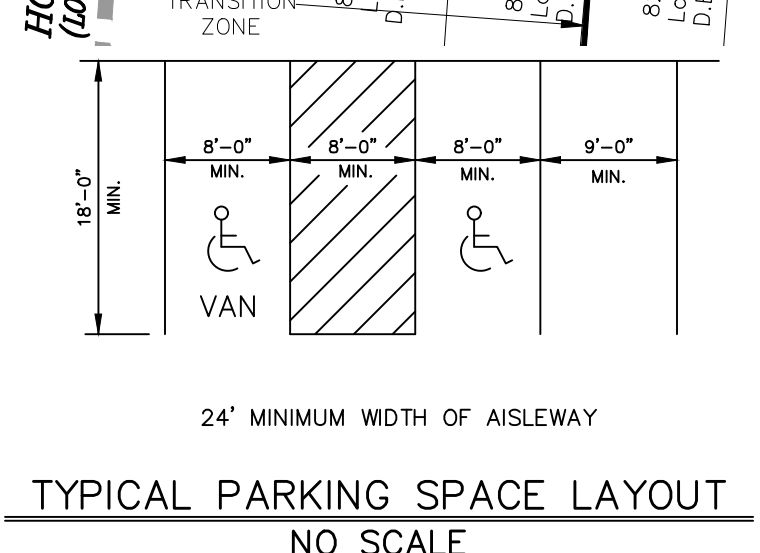 TRANSITION
ZONE
8'-0"
MIN.
8'-0"
MIN.
8'-0"
MIN.
9'-0"
MIN.
18'-0"
MIN.
VAN
24' MINIMUM WIDTH OF AISLEWAY
TYPICAL PARKING SPACE LAYOUT
NO SCALE